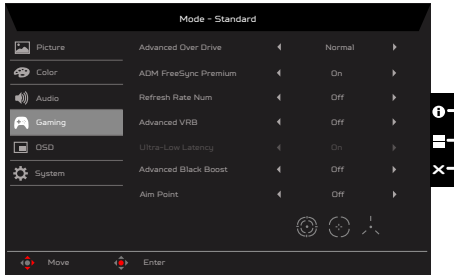 Mode - Standard
Picture
Advanced Over Drive Normal
Color
ADM FreeSync Premium On
Audio
Refresh Rate Num Off
Gaming
Advanced VRB Off
OSD
Ultra-Low Latency On
System
Advanced Black Boost Off
Aim Point Off
Move Enter